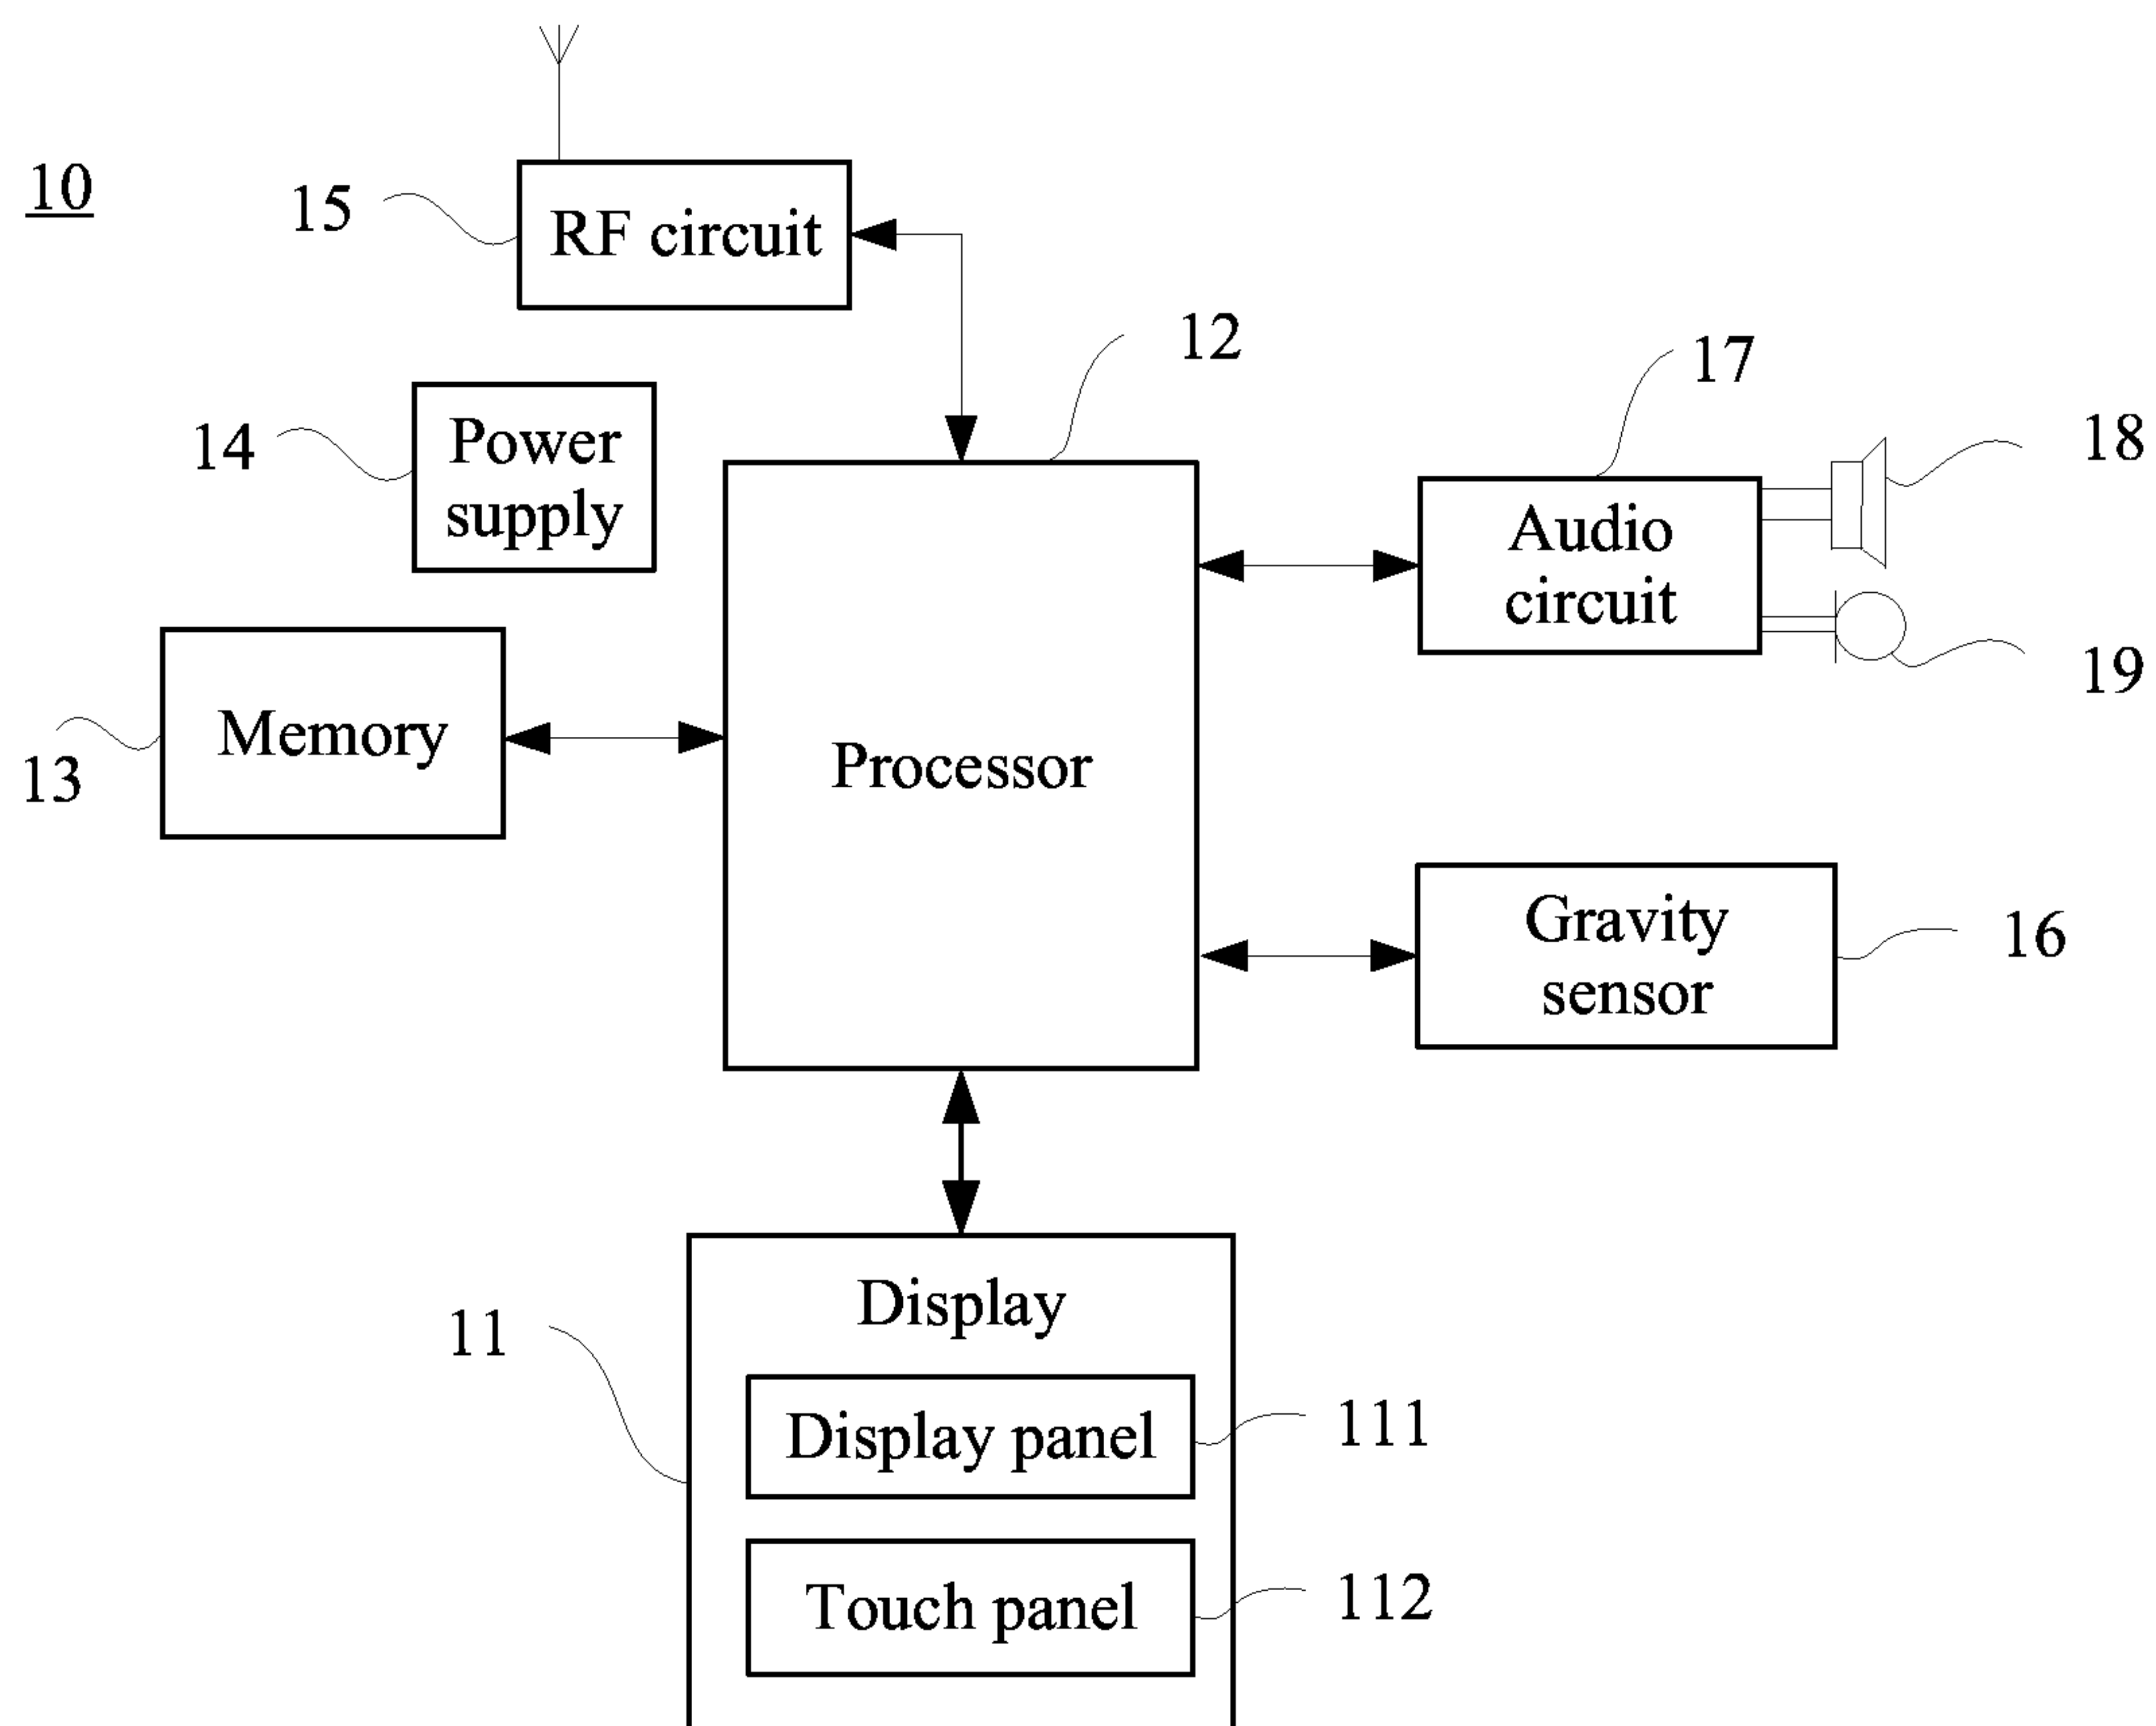 10
15
RF circuit
12
17
18
14
Power
supply
Audio
circuit
19
Memory
13
Processor
Gravity
sensor
16
Display
11
Display panel
111
Touch panel
112